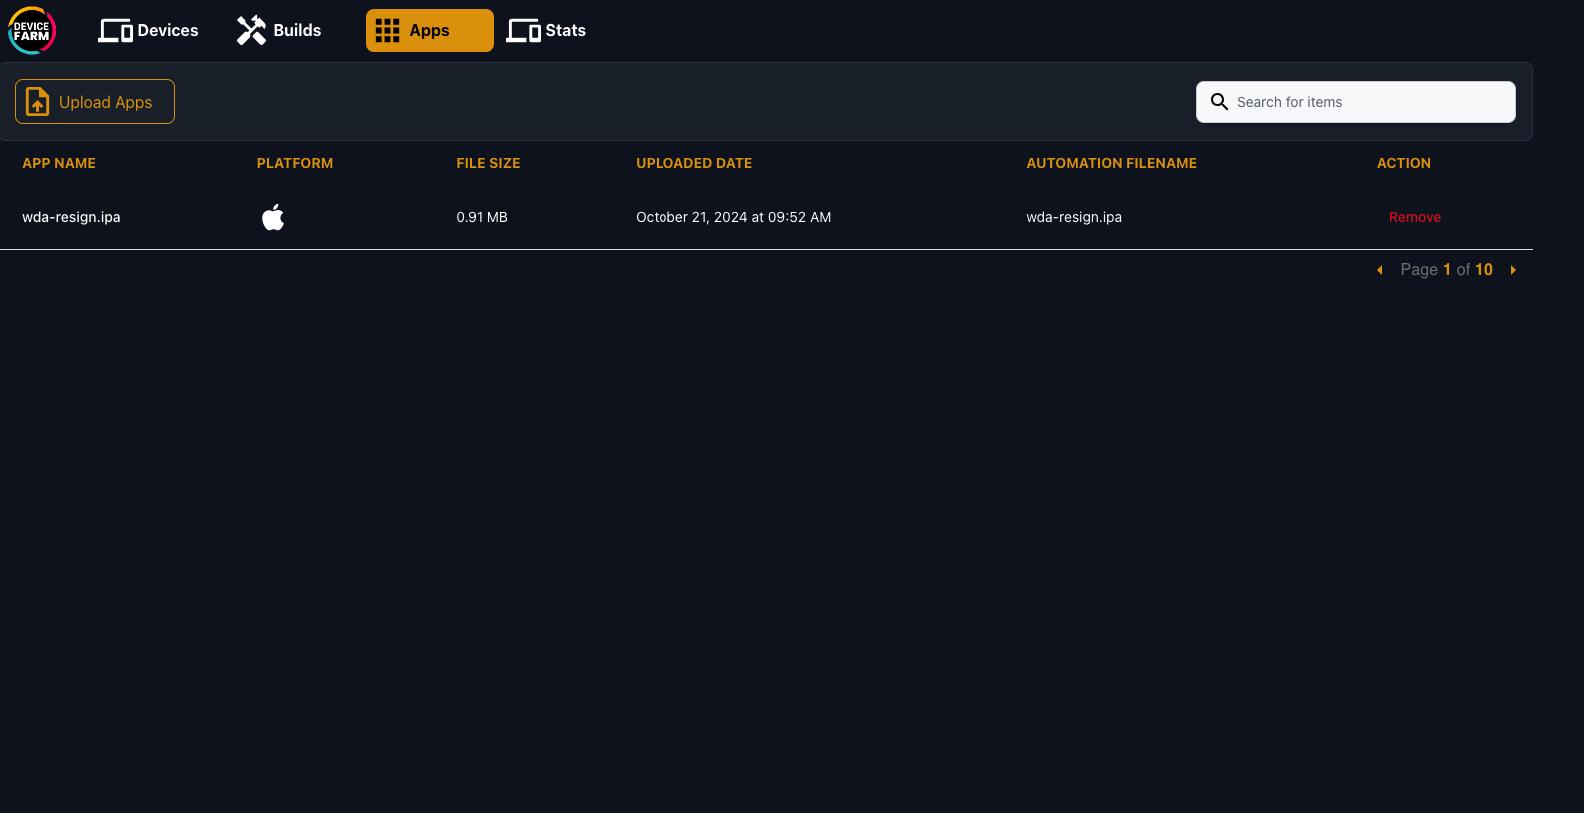 DEVICE
FARM
Devices Builds Apps Stats
Upload Apps Search for items
APP NAME PLATFORM FILE SIZE UPLOADED DATE AUTOMATION FILENAME ACTION
wda-resign.ipa 0.91 MB October 21, 2024 at 09:52 AM wda-resign.ipa Remove
Page 1 of 10